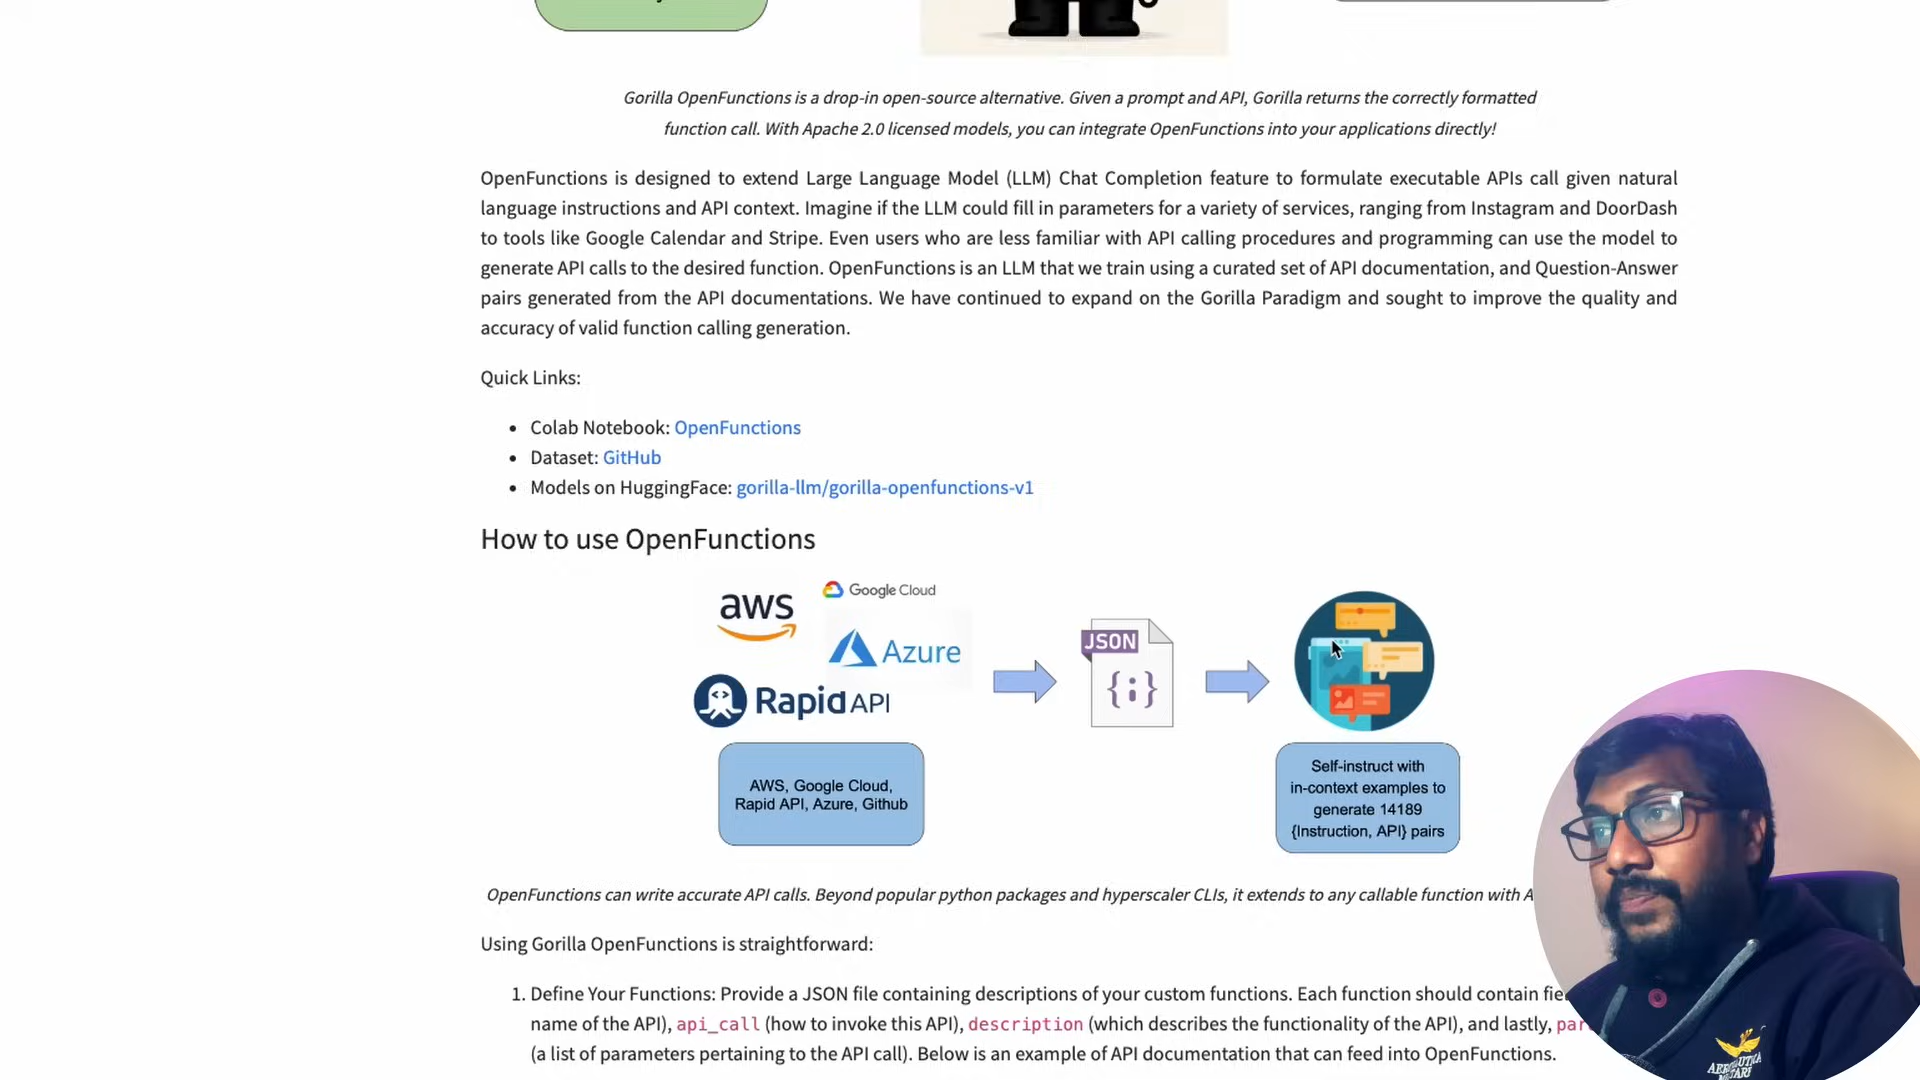 Gorilla OpenFunctions is a drop-in open-source alternative. Given a prompt and API, Gorilla returns the correctly formatted
function call. With Apache 2.0 licensed models, you can integrate OpenFunctions into your applications directly!
OpenFunctions is designed to extend Large Language Model (LLM) Chat Completion feature to formulate executable APIs call given natural
language instructions and API context. Imagine if the LLM could fill in parameters for a variety of services, ranging from Instagram and DoorDash
to tools like Google Calendar and Stripe. Even users who are less familiar with API calling procedures and programming can use the model to
generate API calls to the desired function. OpenFunctions is an LLM that we train using a curated set of API documentation, and Question-Answer
pairs generated from the API documentations. We have continued to expand on the Gorilla Paradigm and sought to improve the quality and
accuracy of valid function calling generation.
Quick Links:
• Colab Notebook: OpenFunctions
• Dataset: GitHub
• Models on HuggingFace: gorilla-llm/gorilla-openfunctions-v1
How to use OpenFunctions
aws
Google Cloud
Azure
Rapid API
JSON
{;}
AWS, Google Cloud,
Rapid API, Azure, Github
Self-instruct with
in-context examples to
generate 14189
{Instruction, API} pairs
OpenFunctions can write accurate API calls. Beyond popular python packages and hyperscaler CLIs, it extends to any callable function with A
Using Gorilla OpenFunctions is straightforward:
1. Define Your Functions: Provide a JSON file containing descriptions of your custom functions. Each function should contain fie
name of the API), api_call (how to invoke this API), description (which describes the functionality of the API), and lastly, par
(a list of parameters pertaining to the API call). Below is an example of API documentation that can feed into OpenFunctions.